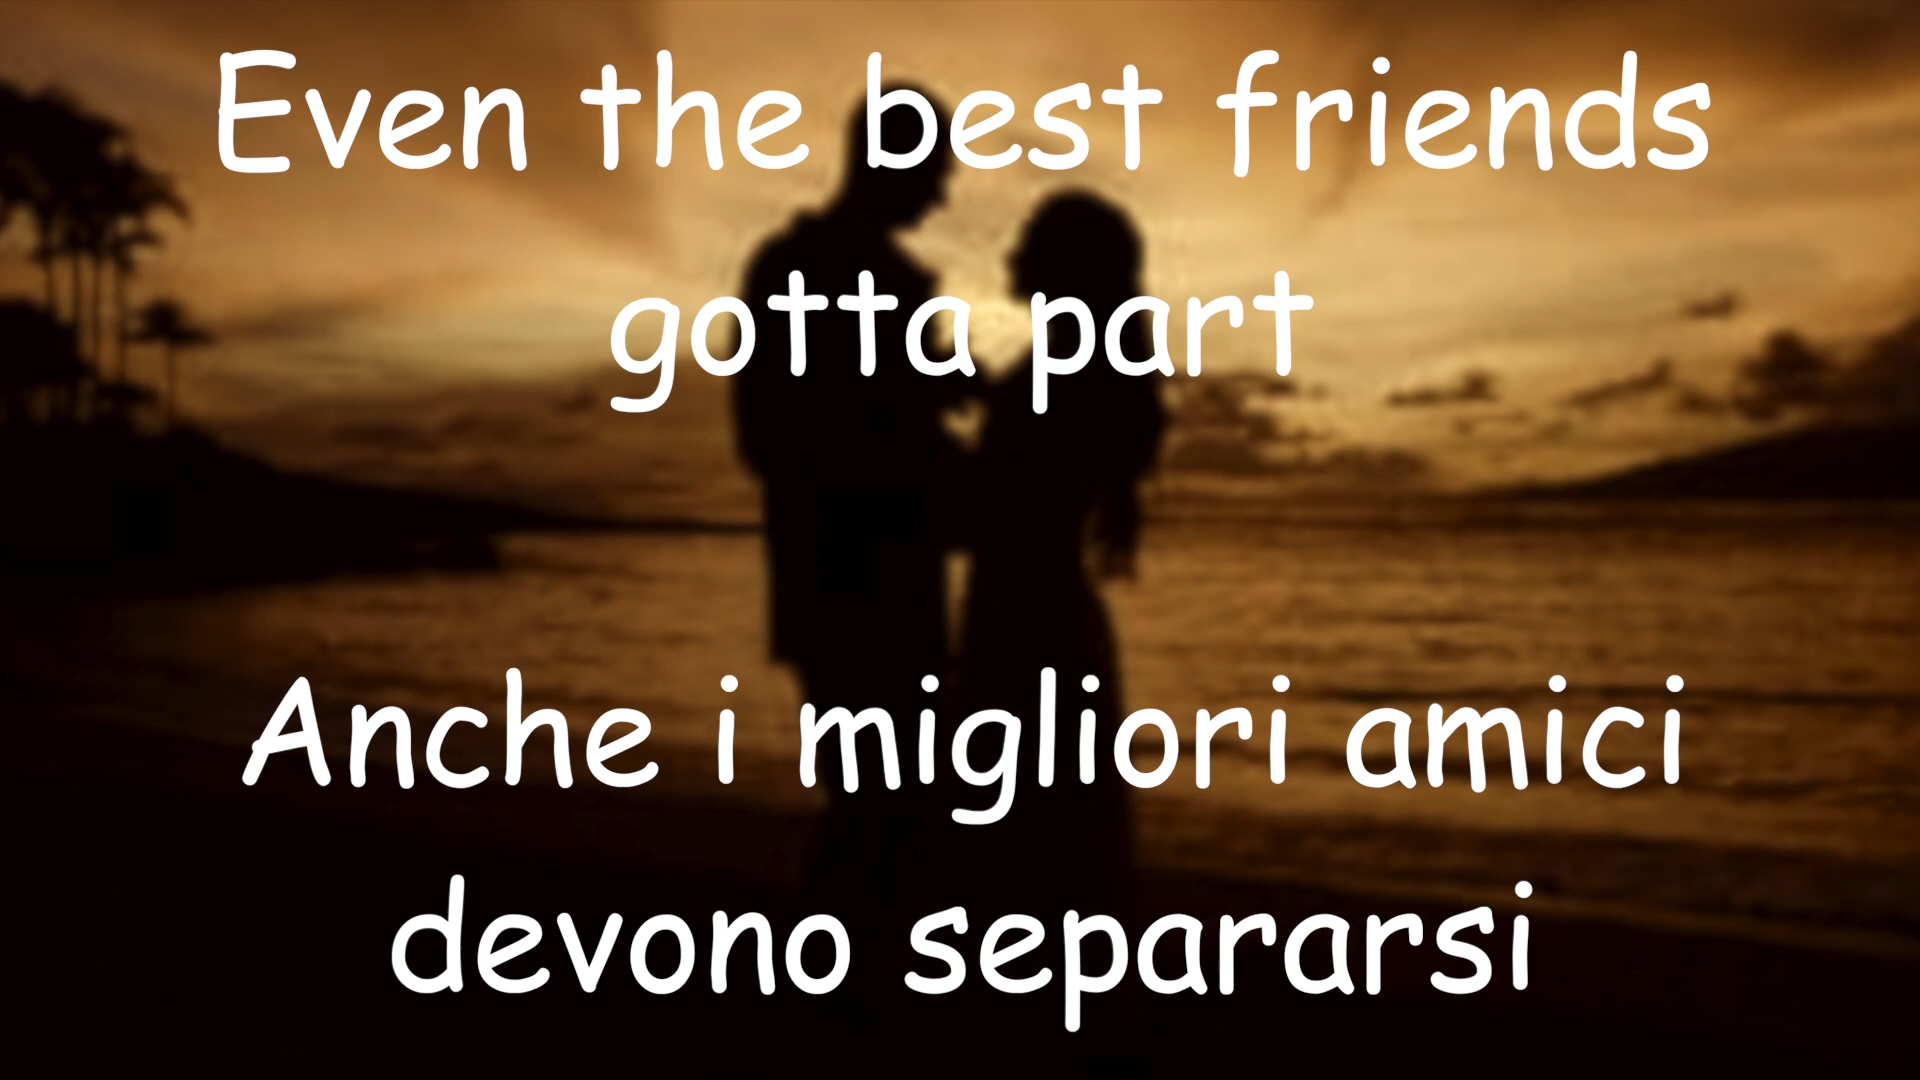 Even the best friends
gotta part
Anche i migliori amici
devono separarsi